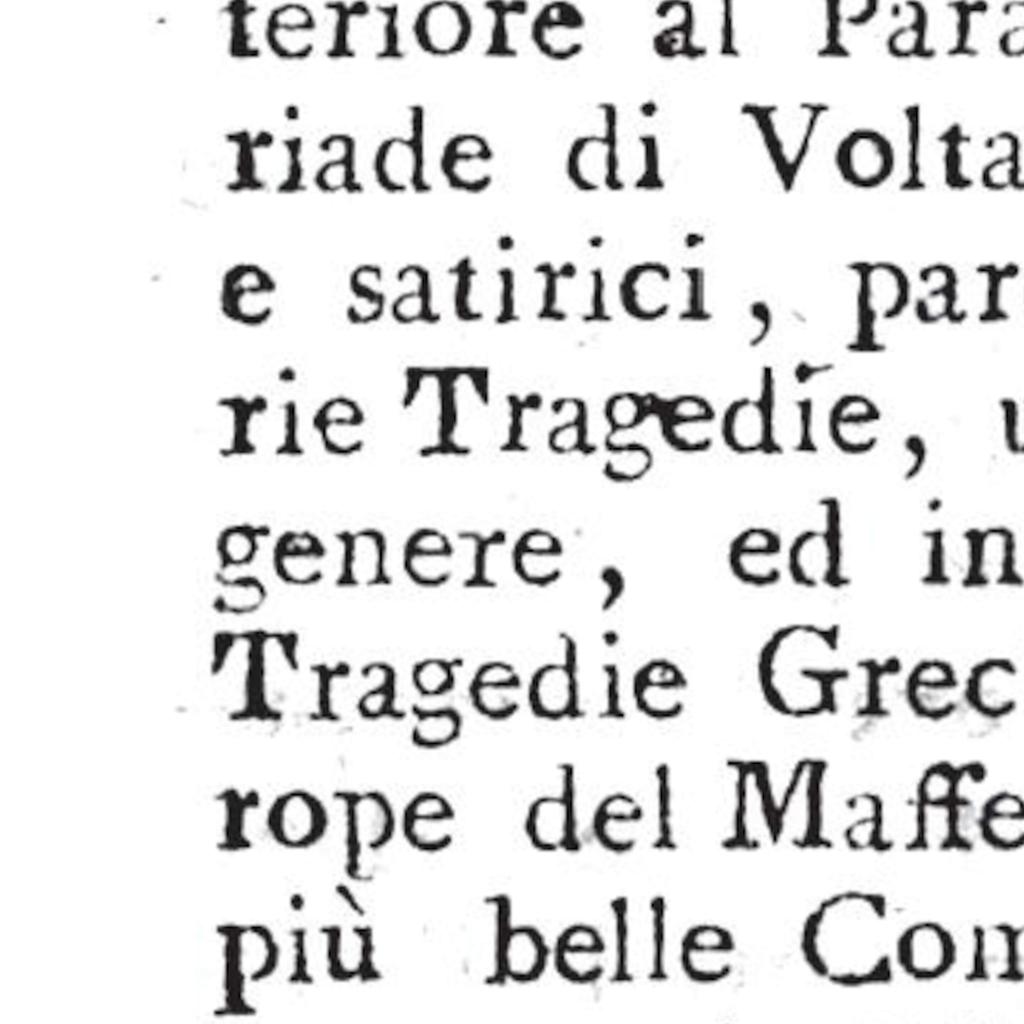 teriore al Para
riade di Volta
e satirici, par
rie Tragedie, u
genere, ed in
Tragedie Grec
rope del Maffe
più belle Com